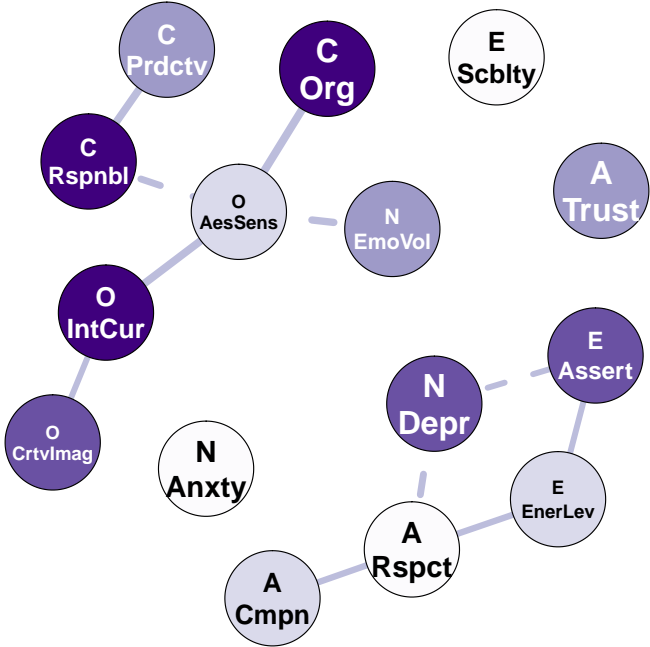 C
Prdctv
C
Org
E
Scblty
C
Rspnbl
A
Trust
O
AesSens
N
EmoVol
O
IntCur
E
Assert
N
Depr
O
CrtvImag
N
Anxty
E
EnerLev
A
Rspct
A
Cmpn